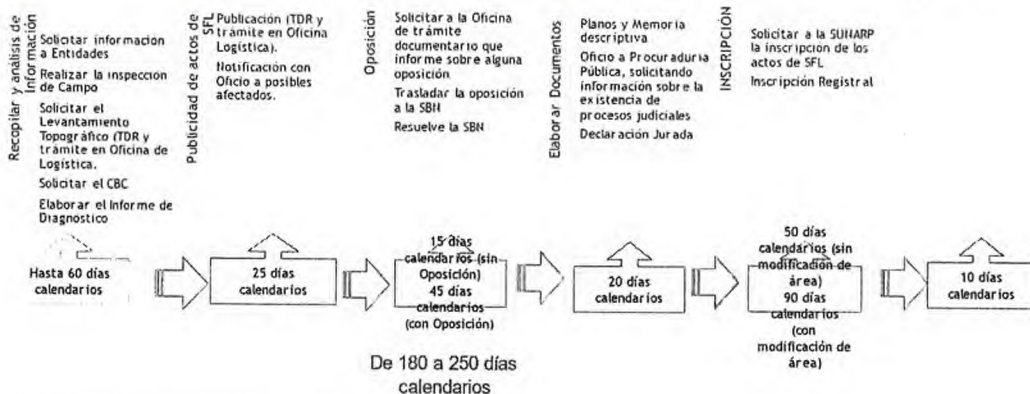 Recopilar y análisis de
Información
Solicitar información
a Entidades
Realizar la inspección
de Campo
Solicitar el
Levantamiento
Topográfico (TDR y
trámite en Oficina de
Logística.
Solicitar el CBC
Elaborar el Informe de
Diagnóstico
Publicidad de actos de
SFL
Publicación (TDR y
trámite en Oficina
Logística).
Notificación con
Oficio a posibles
afectados.
Oposición
Solicitar a la Oficina
de trámite
documentario que
informe sobre alguna
oposición
Trasladar la oposición
a la SBN
Resuelve la SBN
Elaborar Documentos
Planos y Memoria
descriptiva
Oficio a Procuraduría
Pública, solicitando
información sobre la
existencia de
procesos judiciales
Declaración Jurada
INSCRIPCIÓN
Solicitar a la SUNARP
la inscripción de los
actos de SFL
Inscripción Registral
Hasta 60 días
calendarios
25 días
calendarios
15 días
calendarios (sin
Oposición)
45 días
calendarios
(con Oposición)
20 días
calendarios
50 días
calendarios (sin
modificación de
área)
90 días
calendarios
(con
modificación de
área)
10 días
calendarios
De 180 a 250 días
calendarios